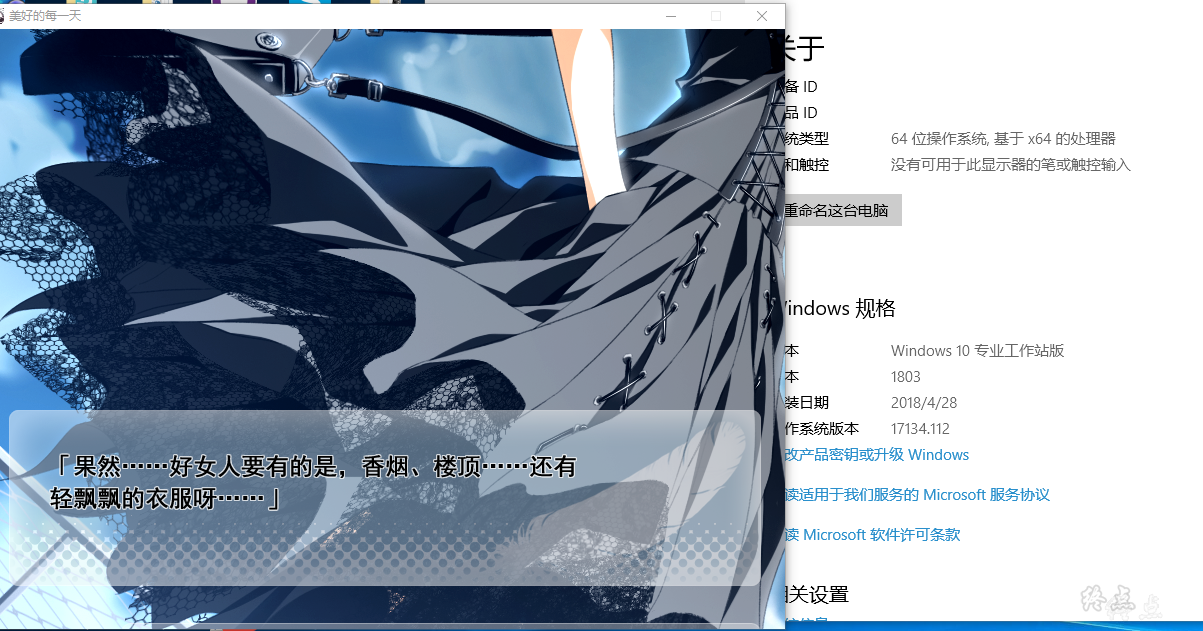 美好的每一天
「果然……好女人要有的是，香烟、楼顶……还有
轻飘飘的衣服呀……」
关于
备 ID
品 ID
统类型 64 位操作系统, 基于 x64 的处理器
和触控 没有可用于此显示器的笔或触控输入
重命名这台电脑
Windows 规格
本 Windows 10 专业工作站版
本 1803
装日期 2018/4/28
作系统版本 17134.112
改产品密钥或升级 Windows
读适用于我们服务的 Microsoft 服务协议
读 Microsoft 软件许可条款
相关设置
终点